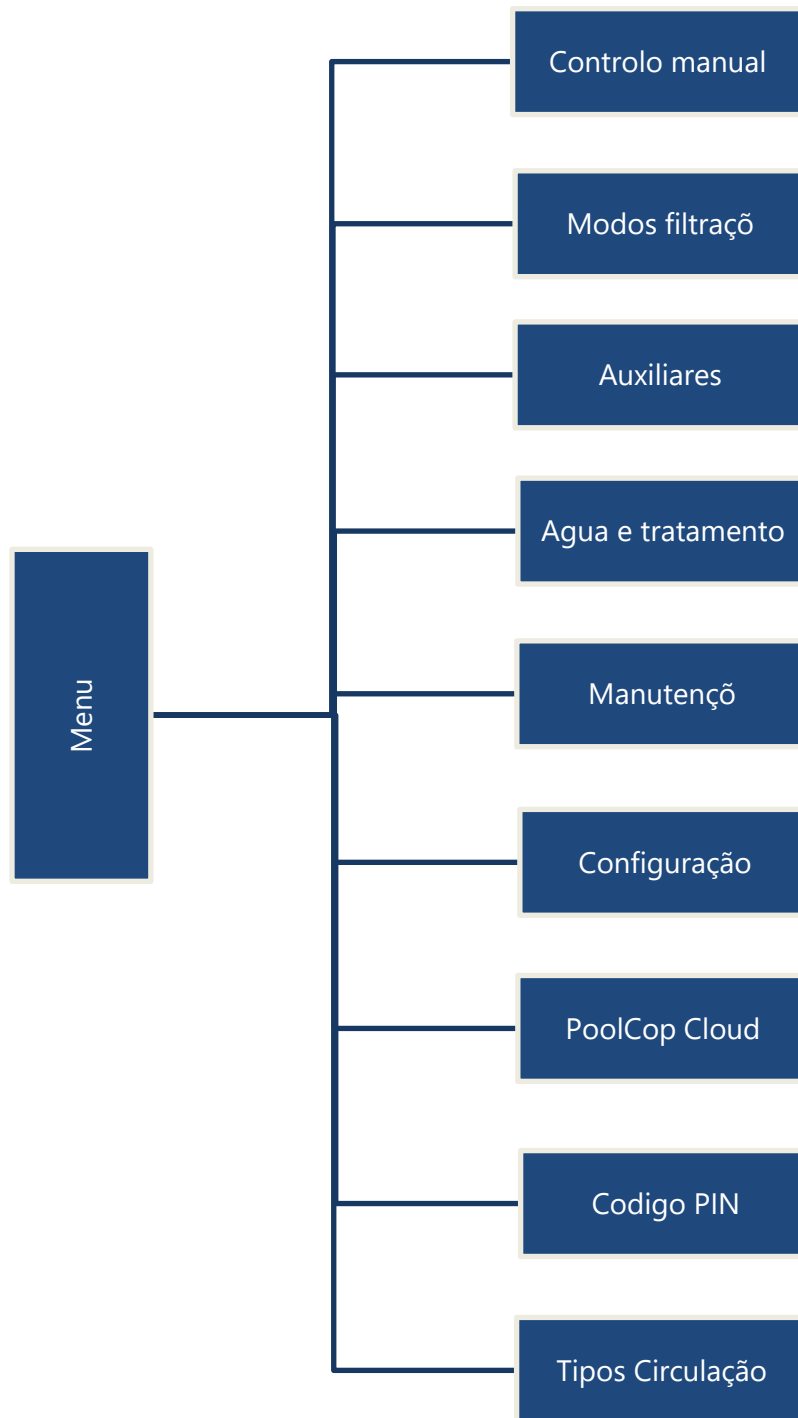 Menu
Controlo manual
Modos filtraçõ
Auxiliares
Agua e tratamento
Manutençõ
Configuração
PoolCop Cloud
Codigo PIN
Tipos Circulação